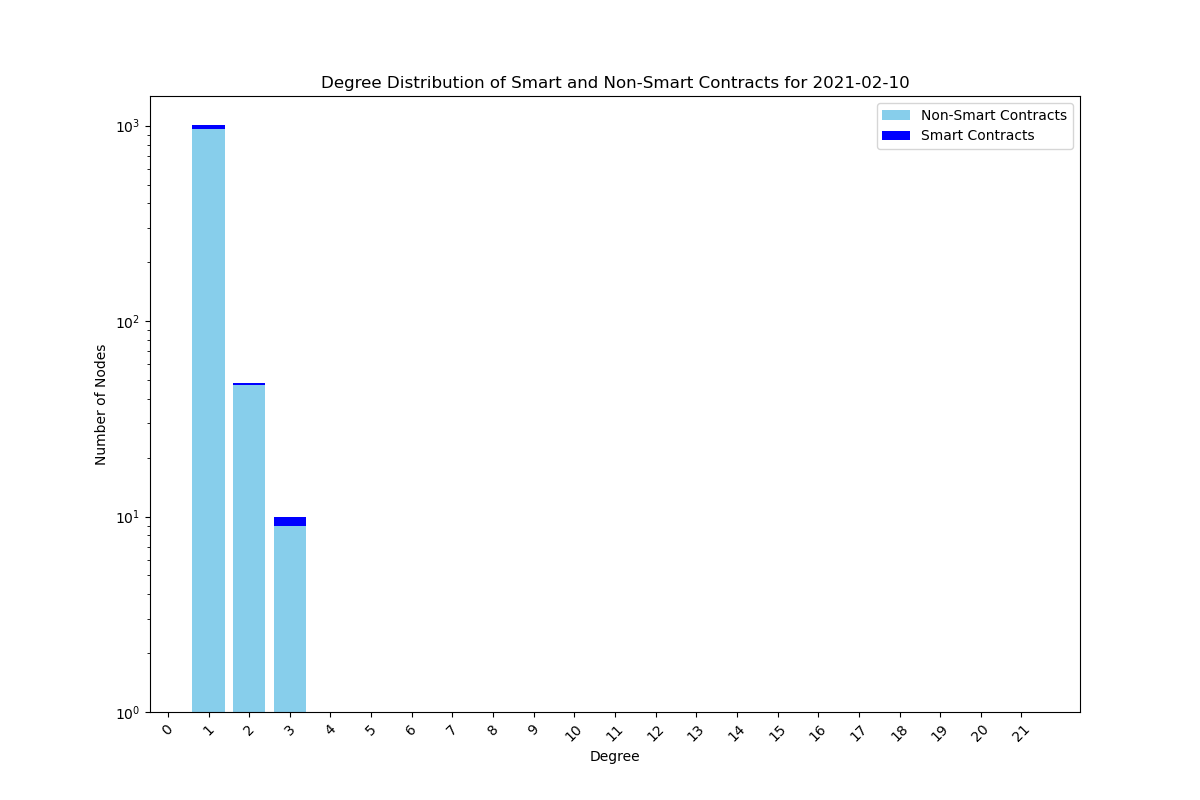 Degree Distribution of Smart and Non-Smart Contracts for 2021-02-10
Non-Smart Contracts
Smart Contracts
Number of Nodes
10³
10²
10¹
10⁰
0 1 2 3 4 5 6 7 8 9 10 11 12 13 14 15 16 17 18 19 20 21
Degree